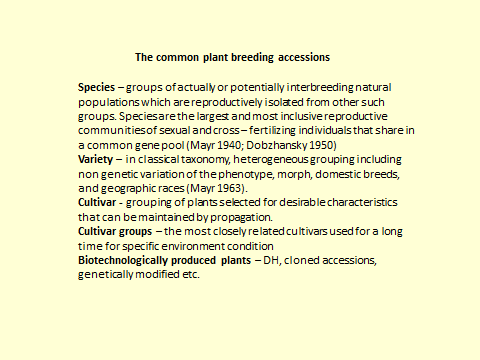 The common plant breeding accessions
Species – groups of actually or potentially interbreeding natural
populations which are reproductively isolated from other such
groups. Species are the largest and most inclusive reproductive
communities of sexual and cross – fertilizing individuals that share in
a common gene pool (Mayr 1940; Dobzhansky 1950)
Variety – in classical taxonomy, heterogeneous grouping including
non genetic variation of the phenotype, morph, domestic breeds,
and geographic races (Mayr 1963).
Cultivar - grouping of plants selected for desirable characteristics
that can be maintained by propagation.
Cultivar groups – the most closely related cultivars used for a long
time for specific environment condition
Biotechnologically produced plants – DH, cloned accessions,
genetically modified etc.